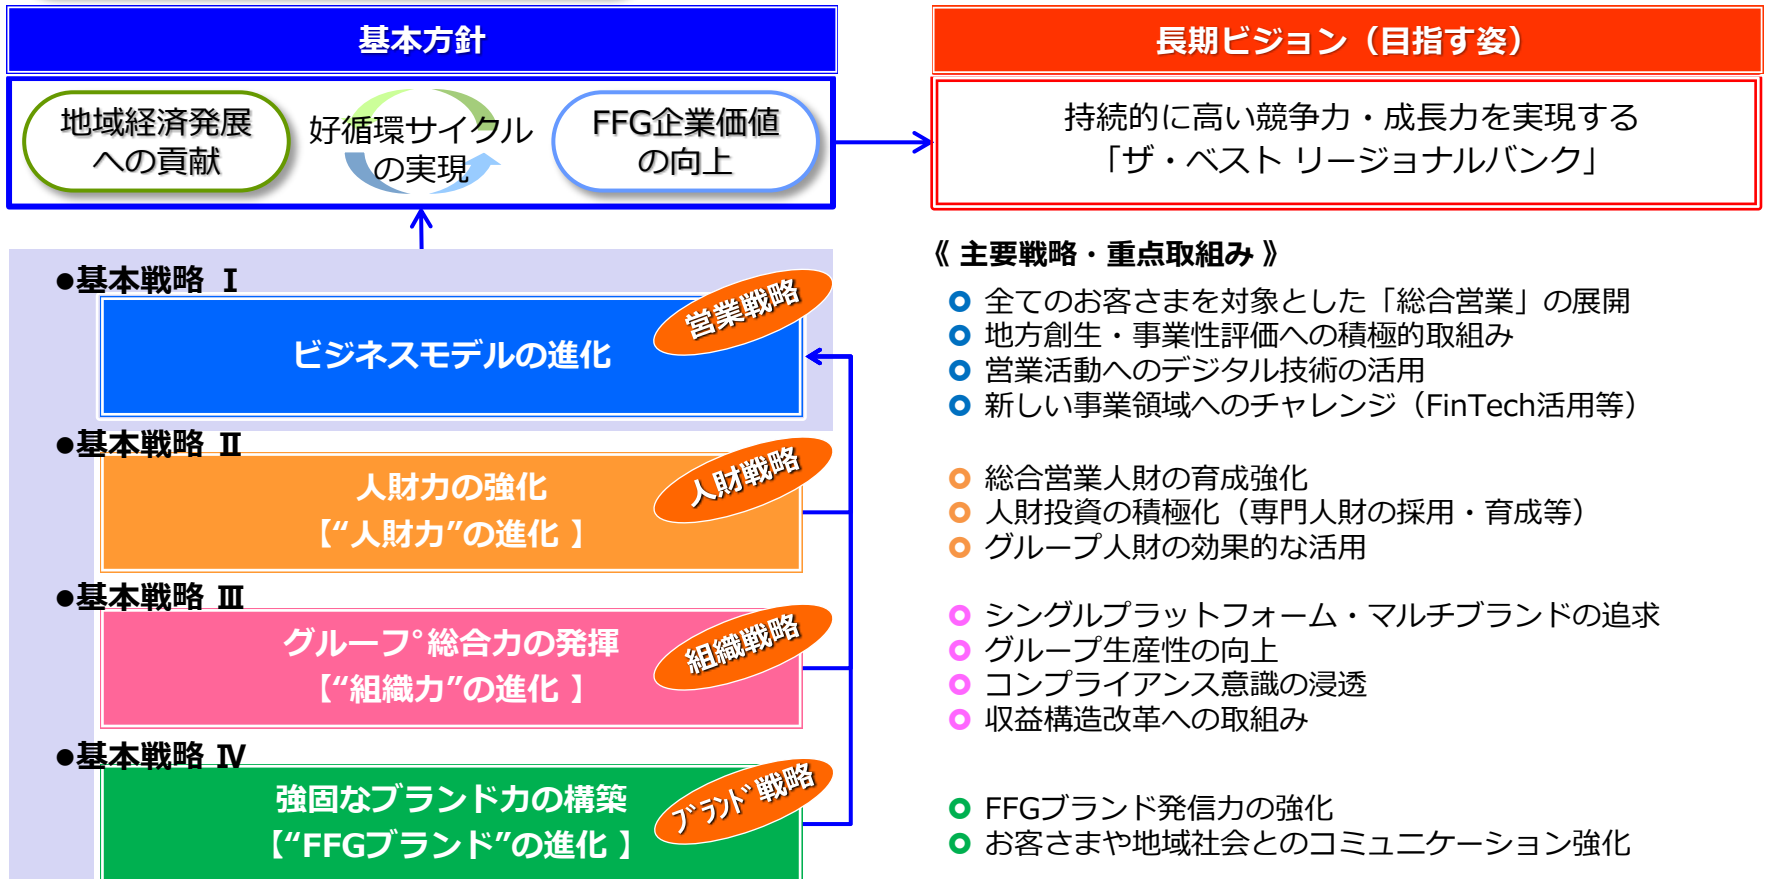 基本方針
地域経済発展
への貢献
好循環サイクル
の実現
FFG企業価値
の向上
長期ビジョン（目指す姿）
持続的に高い競争力・成長力を実現する
「ザ・ベスト リージョナルバンク」
●基本戦略 Ⅰ
営業戦略
ビジネスモデルの進化
●基本戦略 Ⅱ
人財戦略
人財力の強化
【“人財力”の進化 】
●基本戦略 Ⅲ
組織戦略
グループ総合力の発揮
【“組織力”の進化 】
●基本戦略 Ⅳ
ﾌﾞﾗﾝﾄﾞ戦略
強固なブランド力の構築
【“FFGブランド”の進化 】
《 主要戦略・重点取組み 》
全てのお客さまを対象とした「総合営業」の展開
地方創生・事業性評価への積極的取組み
営業活動へのデジタル技術の活用
新しい事業領域へのチャレンジ（FinTech活用等）
総合営業人財の育成強化
人財投資の積極化（専門人財の採用・育成等）
グループ人財の効果的な活用
シングルプラットフォーム・マルチブランドの追求
グループ生産性の向上
コンプライアンス意識の浸透
収益構造改革への取組み
FFGブランド発信力の強化
お客さまや地域社会とのコミュニケーション強化